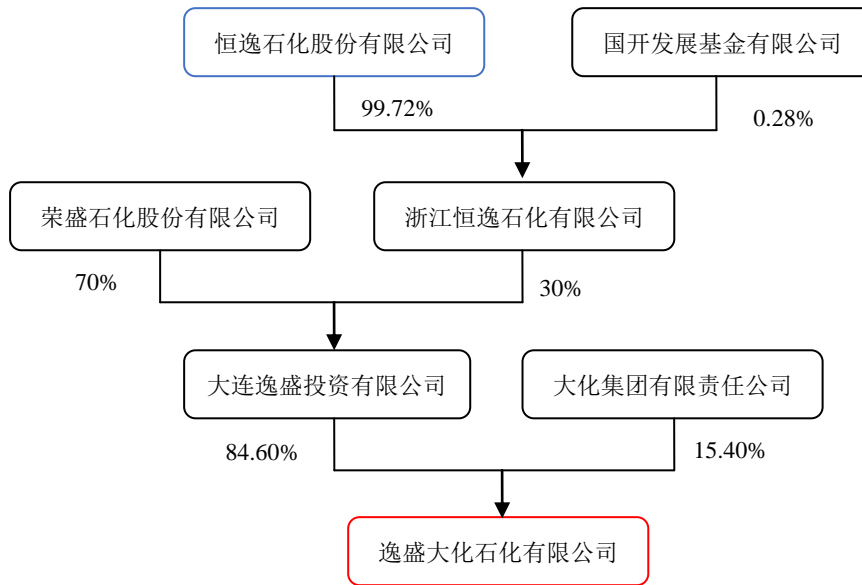 恒逸石化股份有限公司
国开发展基金有限公司
99.72%
0.28%
荣盛石化股份有限公司
浙江恒逸石化有限公司
70%
30%
大连逸盛投资有限公司
大化集团有限责任公司
84.60%
15.40%
逸盛大化石化有限公司